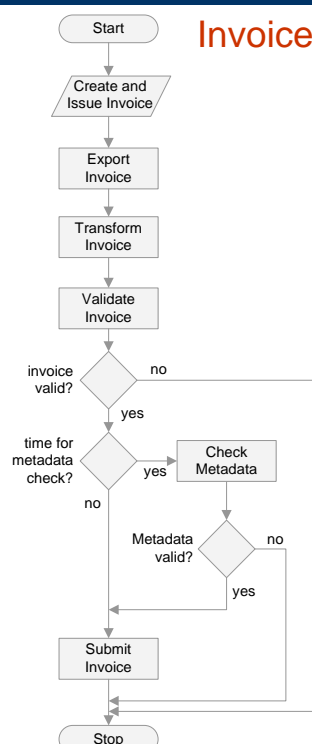 Start
Invoice
Create and
Issue Invoice
Export
Invoice
Transform
Invoice
Validate
Invoice
invoice
valid?
no
yes
time for
metadata
check?
yes
Check
Metadata
no
Metadata
valid?
no
yes
Submit
Invoice
Stop